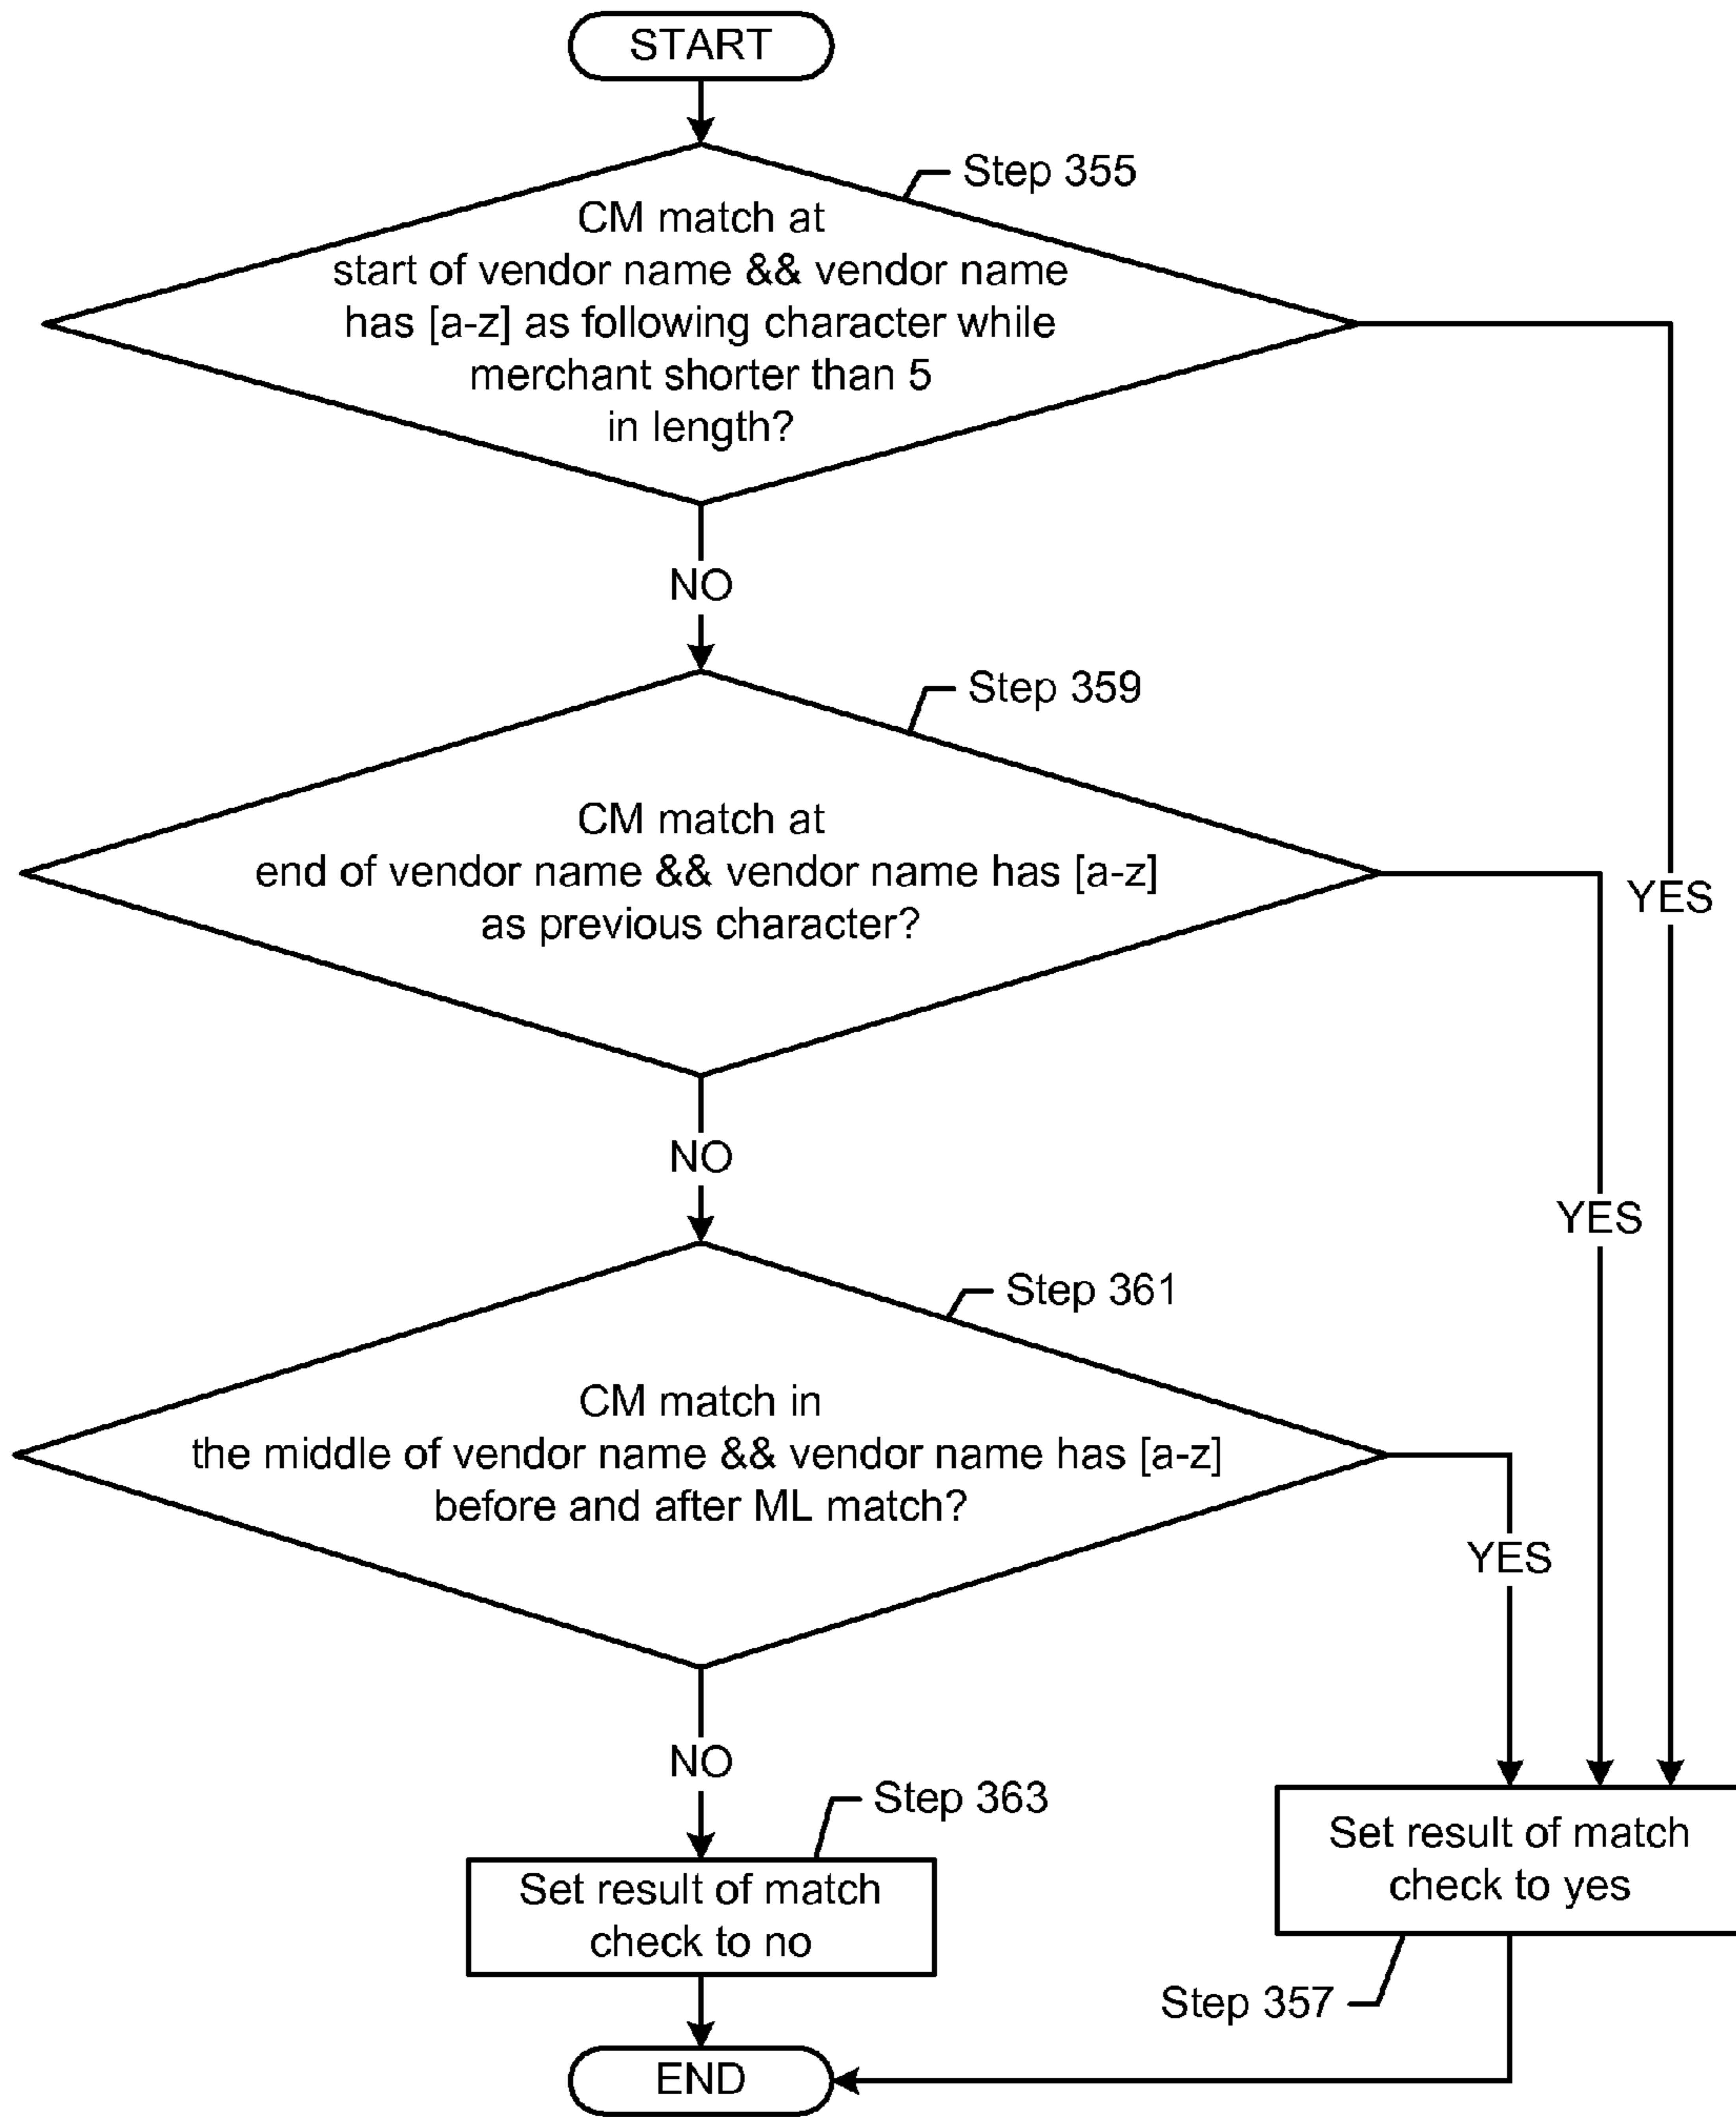 START
Step 355
CM match at
start of vendor name && vendor name
has [a-z] as following character while
merchant shorter than 5
in length?
NO
Step 359
CM match at
end of vendor name && vendor name has [a-z]
as previous character?
YES
NO
YES
Step 361
CM match in
the middle of vendor name && vendor name has [a-z]
before and after ML match?
YES
NO
Step 363
Set result of match
check to no
Set result of match
check to yes
Step 357
END